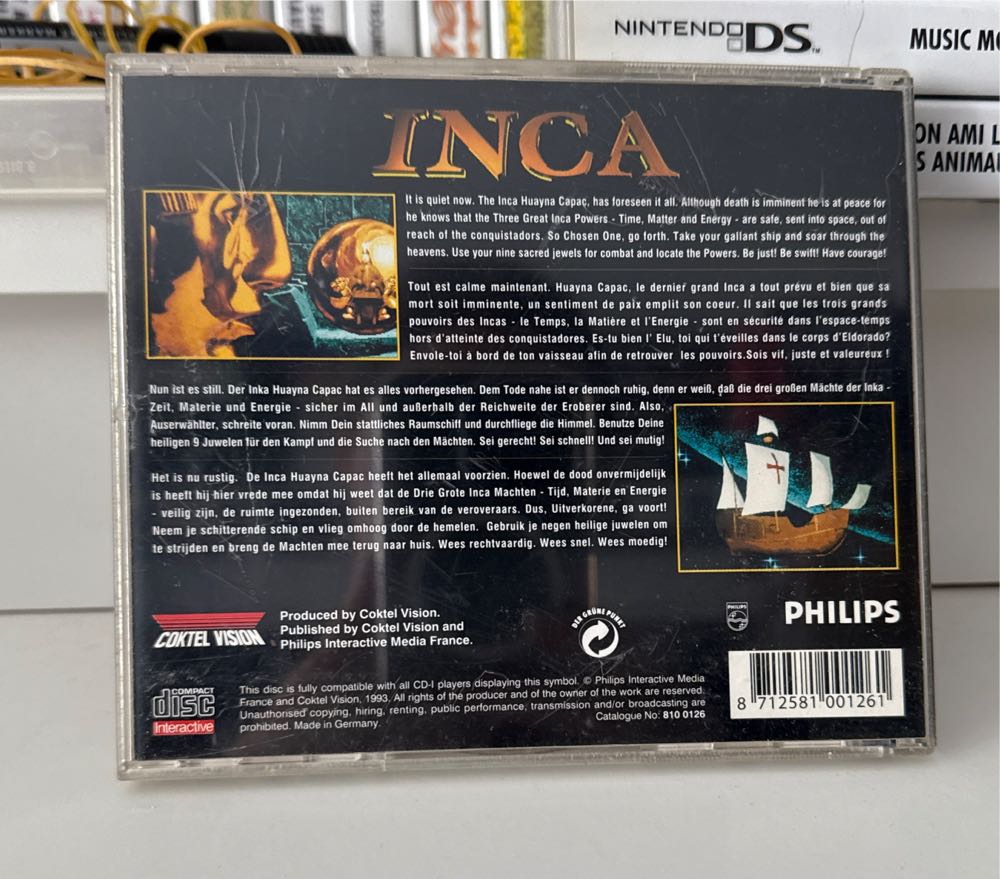 NINTENDO DS™
MUSIC
ON AMI
S ANIMA
INCA
It is quiet now. The Inca Huayna Capac, has foreseen it all. Although death is imminent he is at peace for
he knows that the Three Great Inca Powers - Time, Matter and Energy - are safe, sent into space, out of
reach of the conquistadors. So Chosen One, go forth. Take your gallant ship and soar through the
heavens. Use your nine sacred jewels for combat and locate the Powers. Be just! Be swift! Have courage!
Tout est calme maintenant. Huayna Capac, le dernier grand Inca a tout prévu et bien que sa
mort soit imminente, un sentiment de paix emplit son coeur. Il sait que les trois grands
pouvoirs des Incas - le Temps, la Matière et l'Energie - sont en sécurité dans l'espace-temps
hors d'atteinte des conquistadores. Es-tu bien l' Elu, toi qui t'éveilles dans le corps d'Eldorado?
Envole-toi à bord de ton vaisseau afin de retrouver les pouvoirs.Sois vif, juste et valeureux !
Nun ist es still. Der Inka Huayna Capac hat es alles vorhergesehen. Dem Tode nahe ist er dennoch ruhig, denn er weiß, daß die drei großen Mächte der Inka -
Zeit, Materie und Energie - sicher im All und außerhalb der Reichweite der Eroberer sind. Also,
Auserwählter, schreite voran. Nimm Dein stattliches Raumschiff und durchfliege die Himmel. Benutze Deine
heiligen 9 Juwelen für den Kampf und die Suche nach den Mächten. Sei gerecht! Sei schnell! Und sei mutig!
Het is nu rustig. De Inca Huayna Capac heeft het allemaal voorzien. Hoewel de dood onvermijdelijk
is heeft hij hier vrede mee omdat hij weet dat de Drie Grote Inca Machten - Tijd, Materie en Energie
- veilig zijn, de ruimte ingezonden, buiten bereik van de veroveraars. Dus, Uitverkorene, ga voort!
Neem je schitterende schip en vlieg omhoog door de hemelen. Gebruik je negen heilige juwelen om
te strijden en breng de Machten mee terug naar huis. Wees rechtvaardig. Wees snel. Wees moedig!
COKTEL VISION
Produced by Coktel Vision.
Published by Coktel Vision and
Philips Interactive Media France.
DER GRÜNE PUNKT
PHILIPS
PHILIPS
COMPACT
disc
Interactive
This disc is fully compatible with all CD-I players displaying this symbol. © Philips Interactive Media
France and Coktel Vision, 1993. All rights of the producer and of the owner of the work are reserved.
Unauthorised copying, hiring, renting, public performance, transmission and/or broadcasting are
prohibited. Made in Germany.
Catalogue No: 810 0126
8 712581 001261